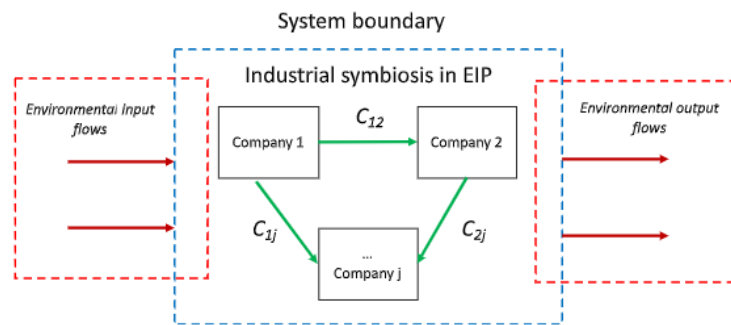 System boundary
Industrial symbiosis in EIP
Environmental input
flows
Environmental output
flows
C12
Company 1
Company 2
C1j
C2j
...
Company j